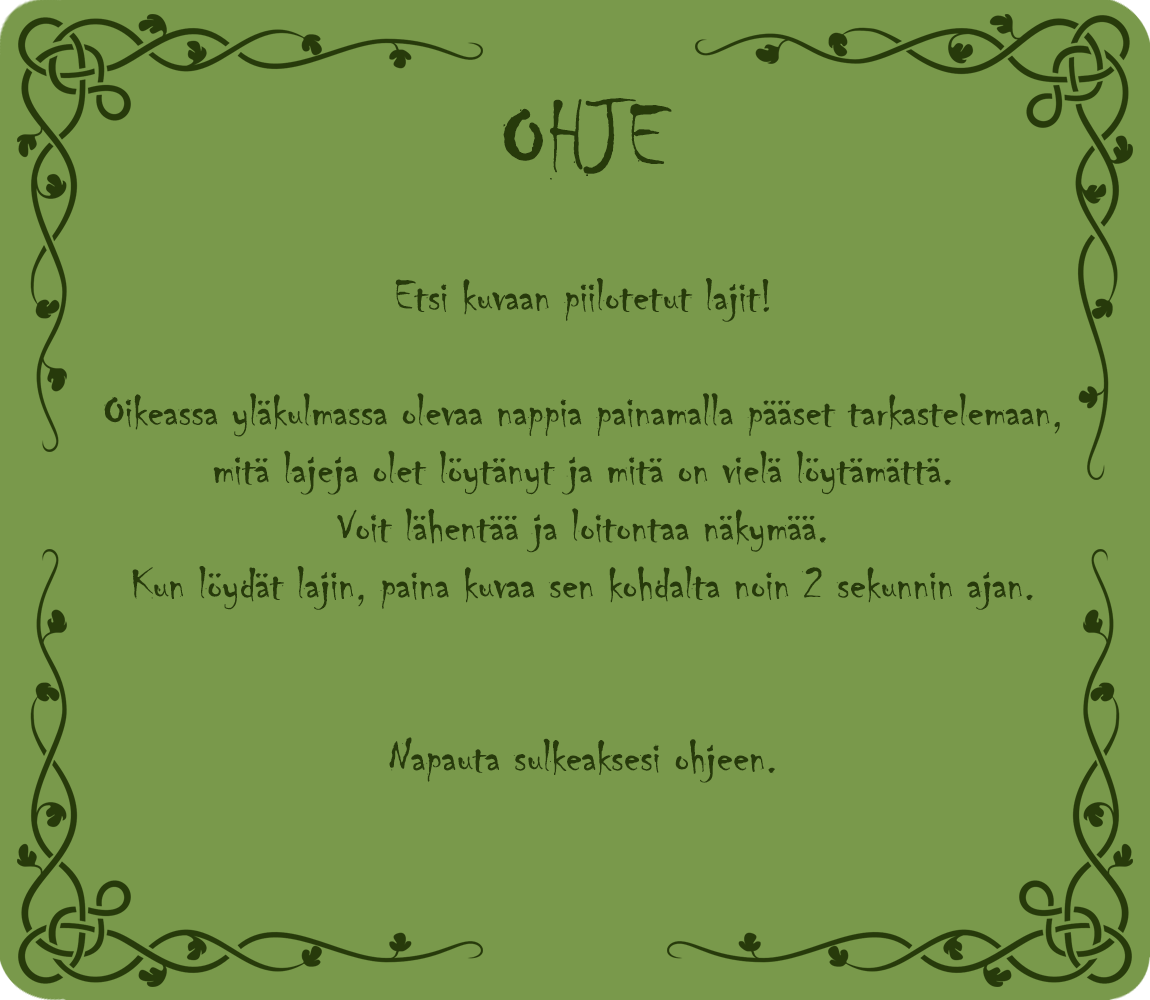 OHJE
Etsi kuvaan piilotetut lajit!
Oikeassa yläkulmassa olevaa nappia painamalla pääset tarkastelemaan,
mitä lajeja olet löytänyt ja mitä on vielä löytämättä.
Voit lähentää ja loitontaa näkymää.
Kun löydät lajin, paina kuvaa sen kohdalta noin 2 sekunnin ajan.
Napauta sulkeaksesi ohjeen.